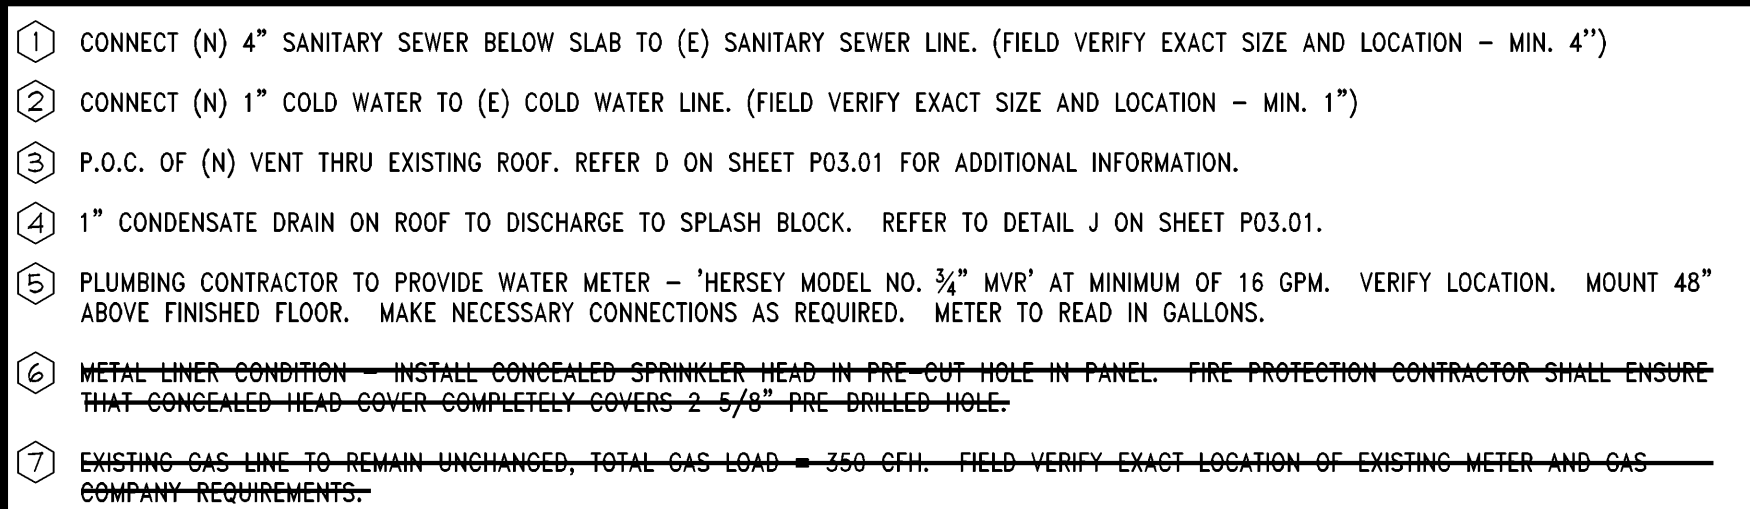 1 CONNECT (N) 4" SANITARY SEWER BELOW SLAB TO (E) SANITARY SEWER LINE. (FIELD VERIFY EXACT SIZE AND LOCATION – MIN. 4'')
2 CONNECT (N) 1" COLD WATER TO (E) COLD WATER LINE. (FIELD VERIFY EXACT SIZE AND LOCATION – MIN. 1")
3 P.O.C. OF (N) VENT THRU EXISTING ROOF. REFER D ON SHEET P03.01 FOR ADDITIONAL INFORMATION.
4 1" CONDENSATE DRAIN ON ROOF TO DISCHARGE TO SPLASH BLOCK. REFER TO DETAIL J ON SHEET P03.01.
5 PLUMBING CONTRACTOR TO PROVIDE WATER METER – 'HERSEY MODEL NO. ¾" MVR' AT MINIMUM OF 16 GPM. VERIFY LOCATION. MOUNT 48"
ABOVE FINISHED FLOOR. MAKE NECESSARY CONNECTIONS AS REQUIRED. METER TO READ IN GALLONS.
6 METAL LINER CONDITION – INSTALL CONCEALED SPRINKLER HEAD IN PRE–CUT HOLE IN PANEL. FIRE PROTECTION CONTRACTOR SHALL ENSURE
THAT CONCEALED HEAD COVER COMPLETELY COVERS 2 5/8" PRE DRILLED HOLE.
7 EXISTING GAS LINE TO REMAIN UNCHANGED, TOTAL GAS LOAD = 350 CFH. FIELD VERIFY EXACT LOCATION OF EXISTING METER AND GAS
COMPANY REQUIREMENTS.